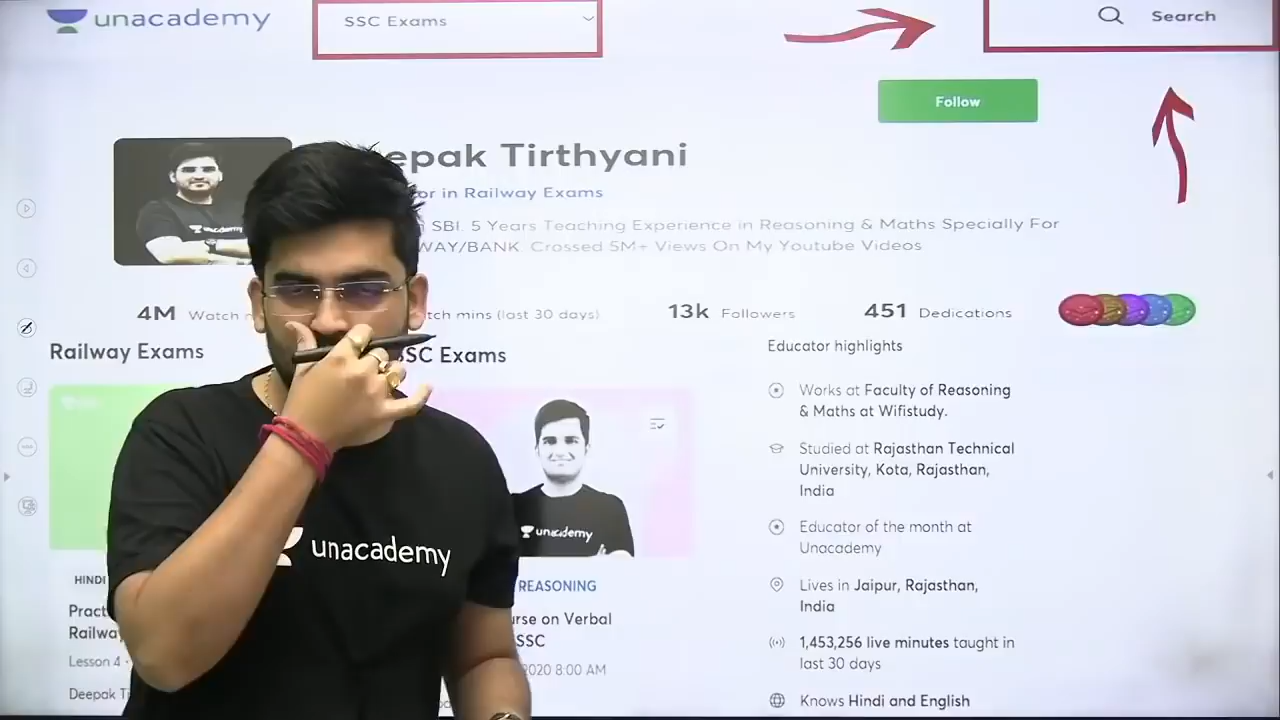 unacademy
SSC Exams
Search
Follow
epak Tirthyani
or in Railway Exams
SBI. 5 Years Teaching Experience in Reasoning & Maths Specially For
WAY/BANK. Crossed 5M+ Views On My Youtube Videos
4M Watch
tch mins (last 30 days)
13k Followers
451 Dedications
Railway Exams
SSC Exams
Educator highlights
Works at Faculty of Reasoning
& Maths at Wifistudy.
Studied at Rajasthan Technical
University, Kota, Rajasthan,
India
Educator of the month at
Unacademy
Lives in Jaipur, Rajasthan,
India
1,453,256 live minutes taught in
last 30 days
Knows Hindi and English
unacademy
unacademy
unacademy
HINDI
Pract
Railway
Lesson 4
Deepak Ti
REASONING
urse on Verbal
SSC
2020 8:00 AM